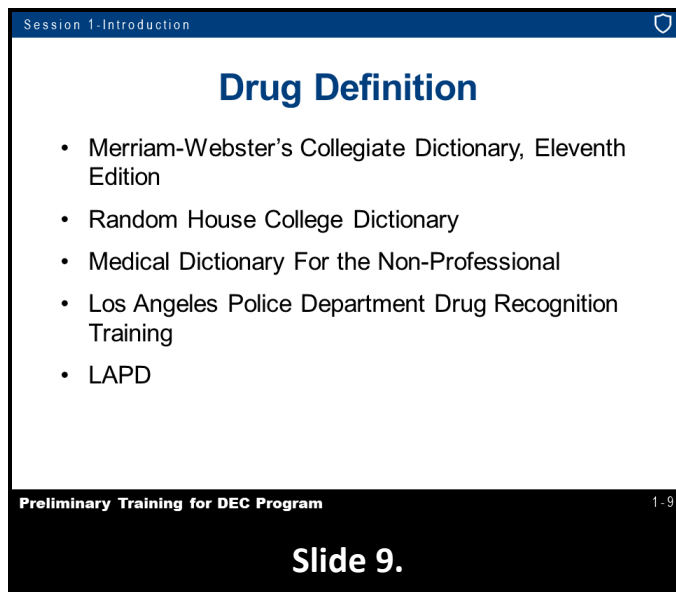 Session 1-Introduction
Drug Definition
• Merriam-Webster's Collegiate Dictionary, Eleventh
Edition
• Random House College Dictionary
• Medical Dictionary For the Non-Professional
• Los Angeles Police Department Drug Recognition
Training
• LAPD
Preliminary Training for DEC Program
1-9
Slide 9.